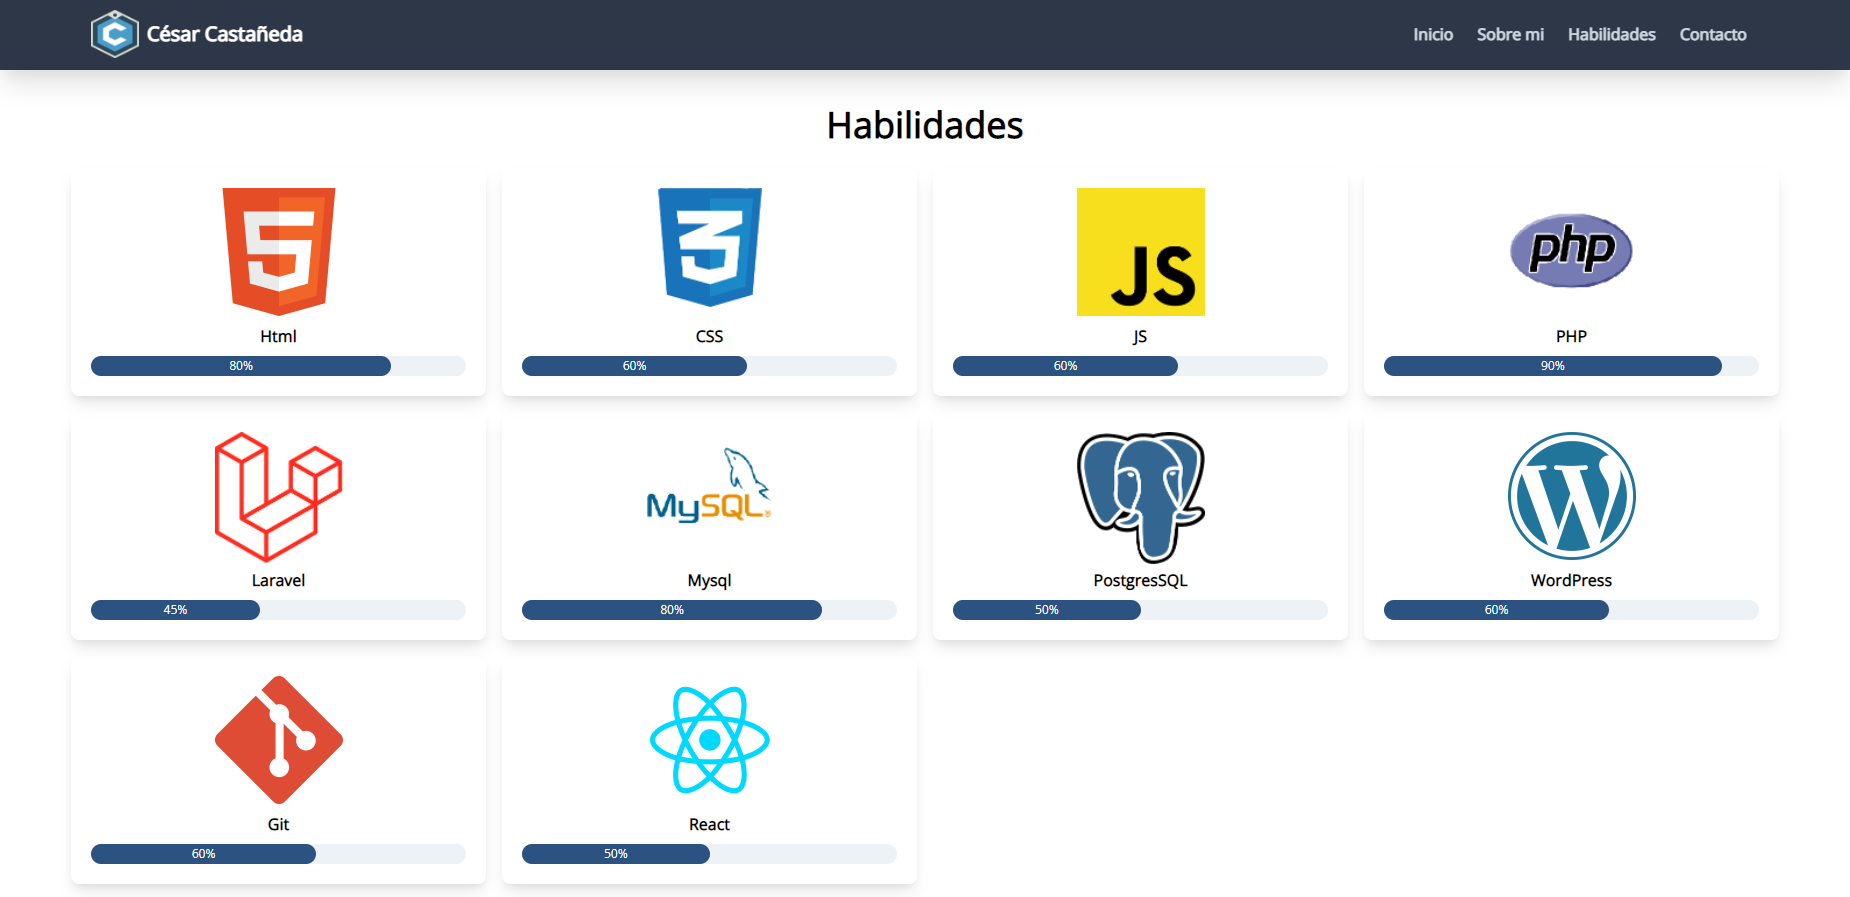 César Castañeda
Inicio Sobre mi Habilidades Contacto
Habilidades
5 3 JS php
Html CSS JS PHP
80% 60% 60% 90%
MySQL®
W
Laravel Mysql PostgresSQL WordPress
45% 80% 50% 60%
Git React
60% 50%